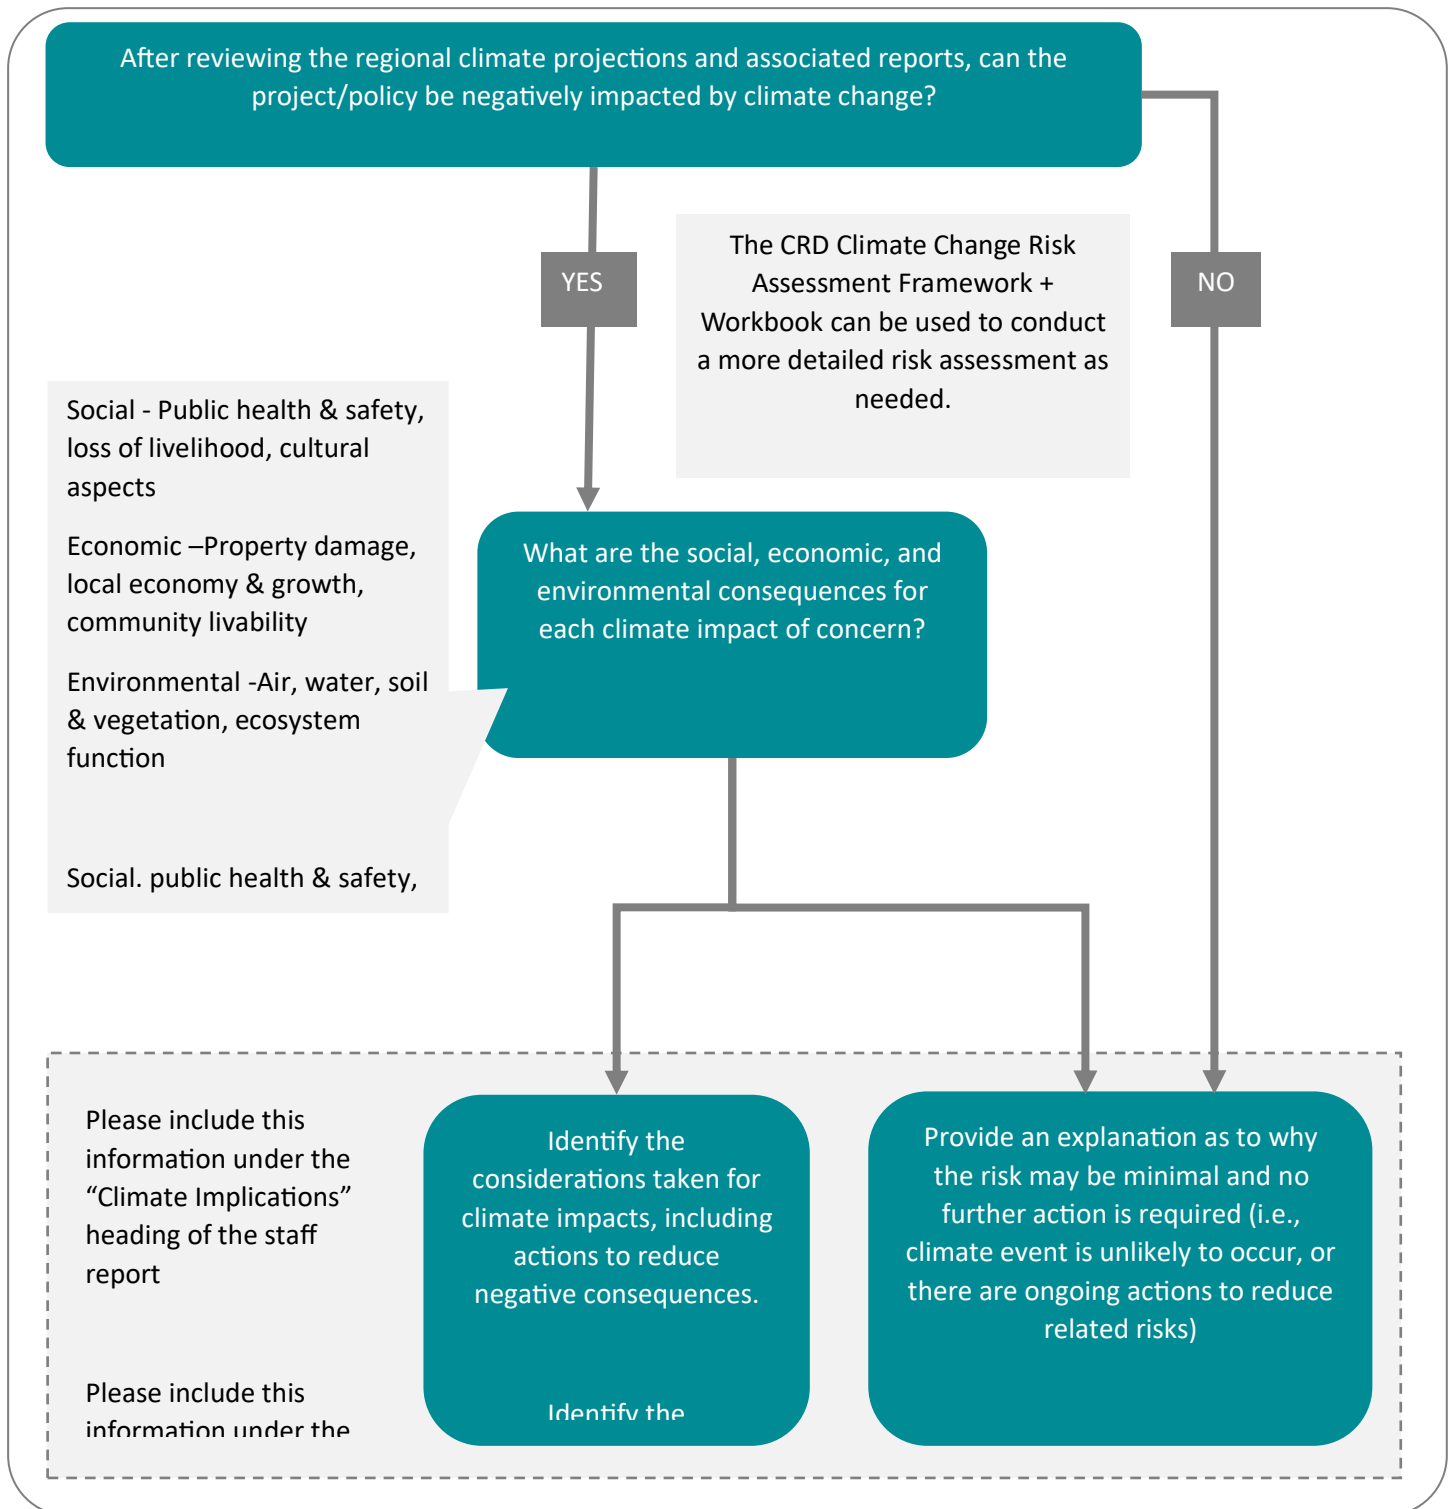 After reviewing the regional climate projections and associated reports, can the
project/policy be negatively impacted by climate change?
YES
The CRD Climate Change Risk
Assessment Framework +
Workbook can be used to conduct
a more detailed risk assessment as
needed.
NO
Social - Public health & safety,
loss of livelihood, cultural
aspects
Economic –Property damage,
local economy & growth,
community livability
Environmental -Air, water, soil
& vegetation, ecosystem
function
Social. public health & safety,
What are the social, economic, and
environmental consequences for
each climate impact of concern?
Please include this
information under the
“Climate Implications”
heading of the staff
report
Please include this
information under the
Identify the
considerations taken for
climate impacts, including
actions to reduce
negative consequences.
Identify the
Provide an explanation as to why
the risk may be minimal and no
further action is required (i.e.,
climate event is unlikely to occur, or
there are ongoing actions to reduce
related risks)